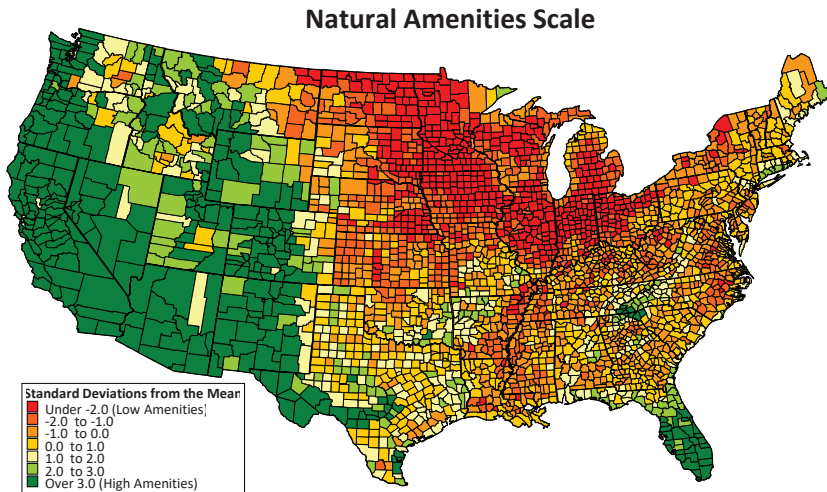 Natural Amenities Scale
Standard Deviations from the Mean
Under -2.0 (Low Amenities)
-2.0 to -1.0
-1.0 to 0.0
0.0 to 1.0
1.0 to 2.0
2.0 to 3.0
Over 3.0 (High Amenities)